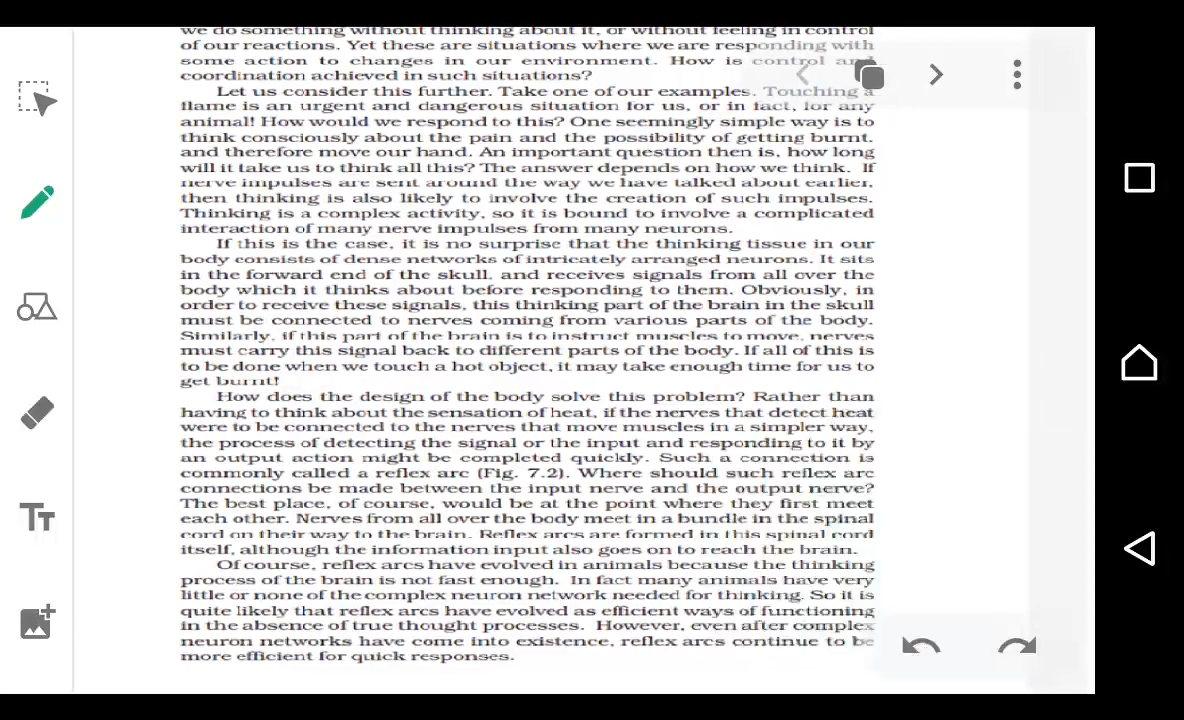 we do something without thinking about it, or without feeling in control
of our reactions. Yet these are situations where we are responding with
some action to changes in our environment. How is control and
coordination achieved in such situations?
Let us consider this further. Take one of our examples. Touching a
flame is an urgent and dangerous situation for us, or in fact, for any
animal! How would we respond to this? One seemingly simple way is to
think consciously about the pain and the possibility of getting burnt,
and therefore move our hand. An important question then is, how long
will it take us to think all this? The answer depends on how we think. If
nerve impulses are sent around the way we have talked about earlier,
then thinking is also likely to involve the creation of such impulses.
Thinking is a complex activity, so it is bound to involve a complicated
interaction of many nerve impulses from many neurons.
If this is the case, it is no surprise that the thinking tissue in our
body consists of dense networks of intricately arranged neurons. It sits
in the forward end of the skull, and receives signals from all over the
body which it thinks about before responding to them. Obviously, in
order to receive these signals, this thinking part of the brain in the skull
must be connected to nerves coming from various parts of the body.
Similarly, if this part of the brain is to instruct muscles to move, nerves
must carry this signal back to different parts of the body. If all of this is
to be done when we touch a hot object, it may take enough time for us to
get burnt!
How does the design of the body solve this problem? Rather than
having to think about the sensation of heat, if the nerves that detect heat
were to be connected to the nerves that move muscles in a simpler way,
the process of detecting the signal or the input and responding to it by
an output action might be completed quickly. Such a connection is
commonly called a reflex arc (Fig. 7.2). Where should such reflex arc
connections be made between the input nerve and the output nerve?
The best place, of course, would be at the point where they first meet
each other. Nerves from all over the body meet in a bundle in the spinal
cord on their way to the brain. Reflex arcs are formed in this spinal cord
itself, although the information input also goes on to reach the brain.
Of course, reflex arcs have evolved in animals because the thinking
process of the brain is not fast enough. In fact many animals have very
little or none of the complex neuron network needed for thinking. So it is
quite likely that reflex arcs have evolved as efficient ways of functioning
in the absence of true thought processes. However, even after complex
neuron networks have come into existence, reflex arcs continue to be
more efficient for quick responses.
TT